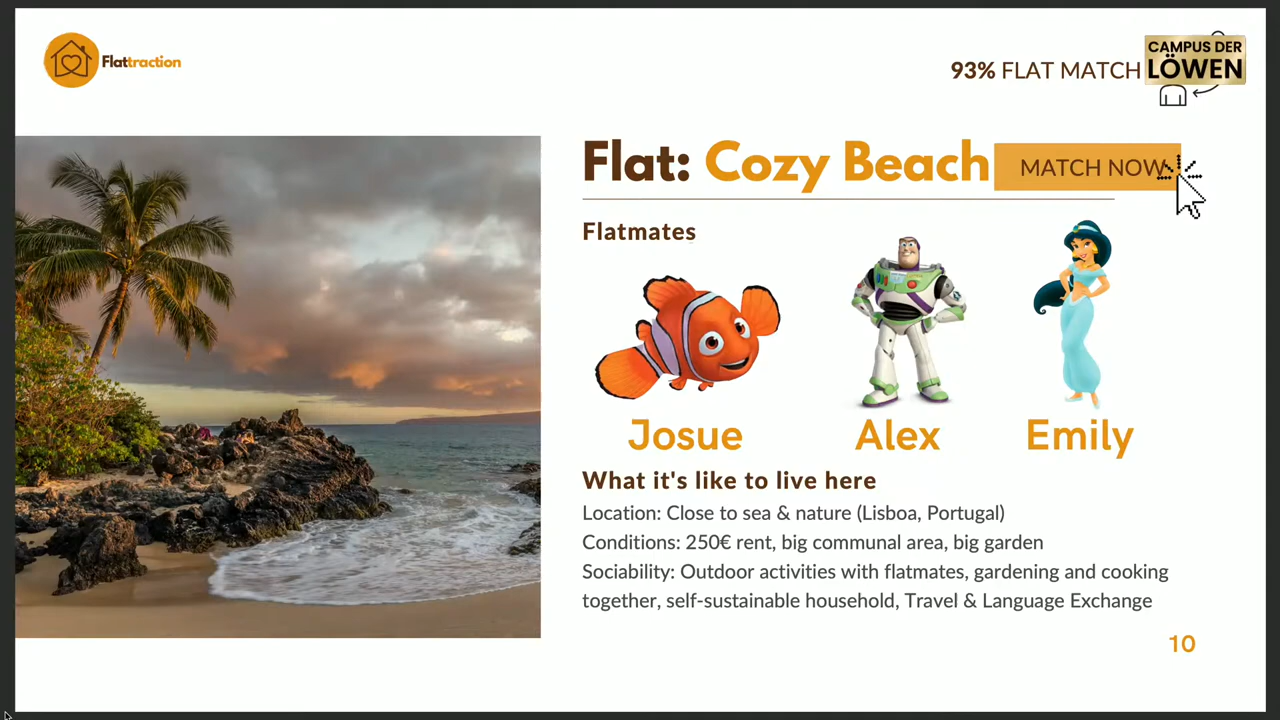 Flattraction
93% FLAT MATCH
CAMPUS DER
LÖWEN
Flat: Cozy Beach
MATCH NOW
Flatmates
Josue
Alex
Emily
What it's like to live here
Location: Close to sea & nature (Lisboa, Portugal)
Conditions: 250€ rent, big communal area, big garden
Sociability: Outdoor activities with flatmates, gardening and cooking
together, self-sustainable household, Travel & Language Exchange
10